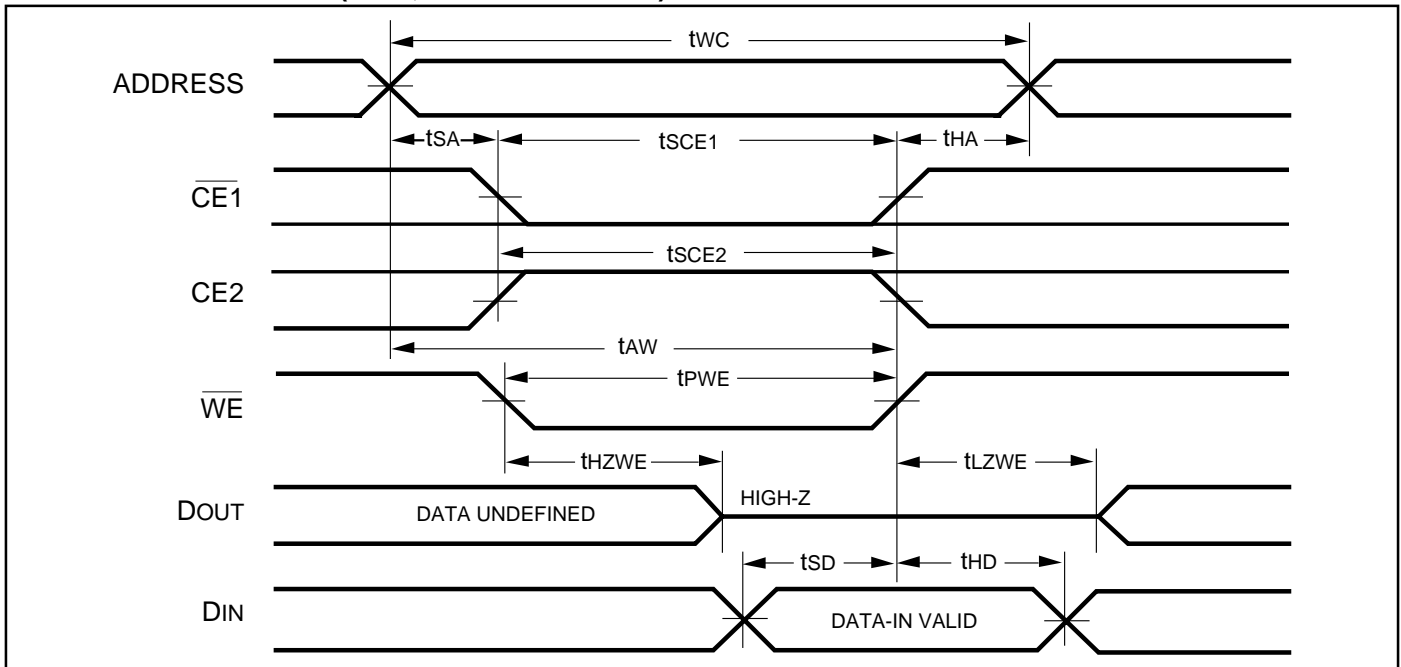 tWC
ADDRESS
tSA
tSCE1
tHA
CE1
tSCE2
CE2
tAW
tPWE
WE
tHZWE
tLZWE
DOUT
DATA UNDEFINED
HIGH-Z
tSD
tHD
DIN
DATA-IN VALID